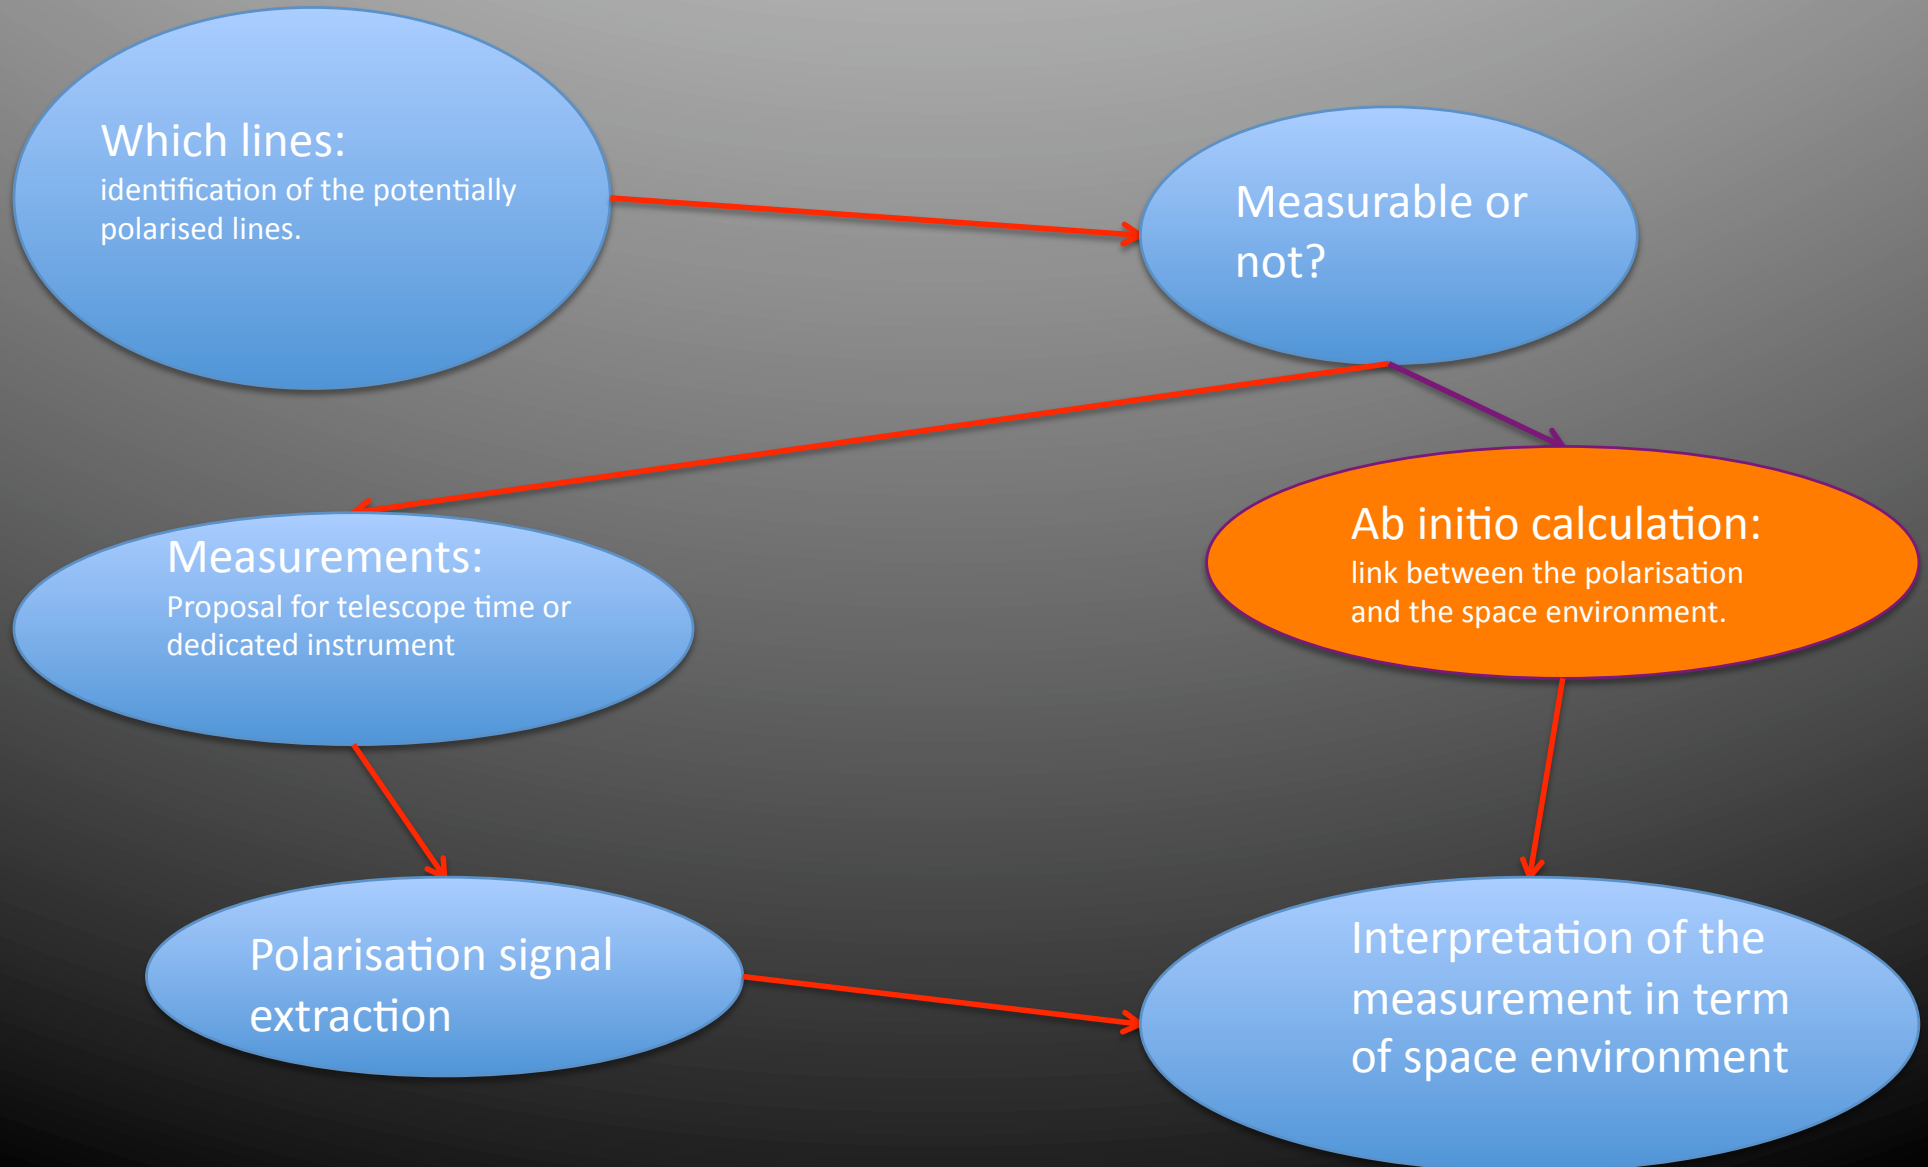 Which lines:
identification of the potentially
polarised lines.
Measurable or
not?
Measurements:
Proposal for telescope time or
dedicated instrument
Ab initio calculation:
link between the polarisation
and the space environment.
Polarisation signal
extraction
Interpretation of the
measurement in term
of space environment